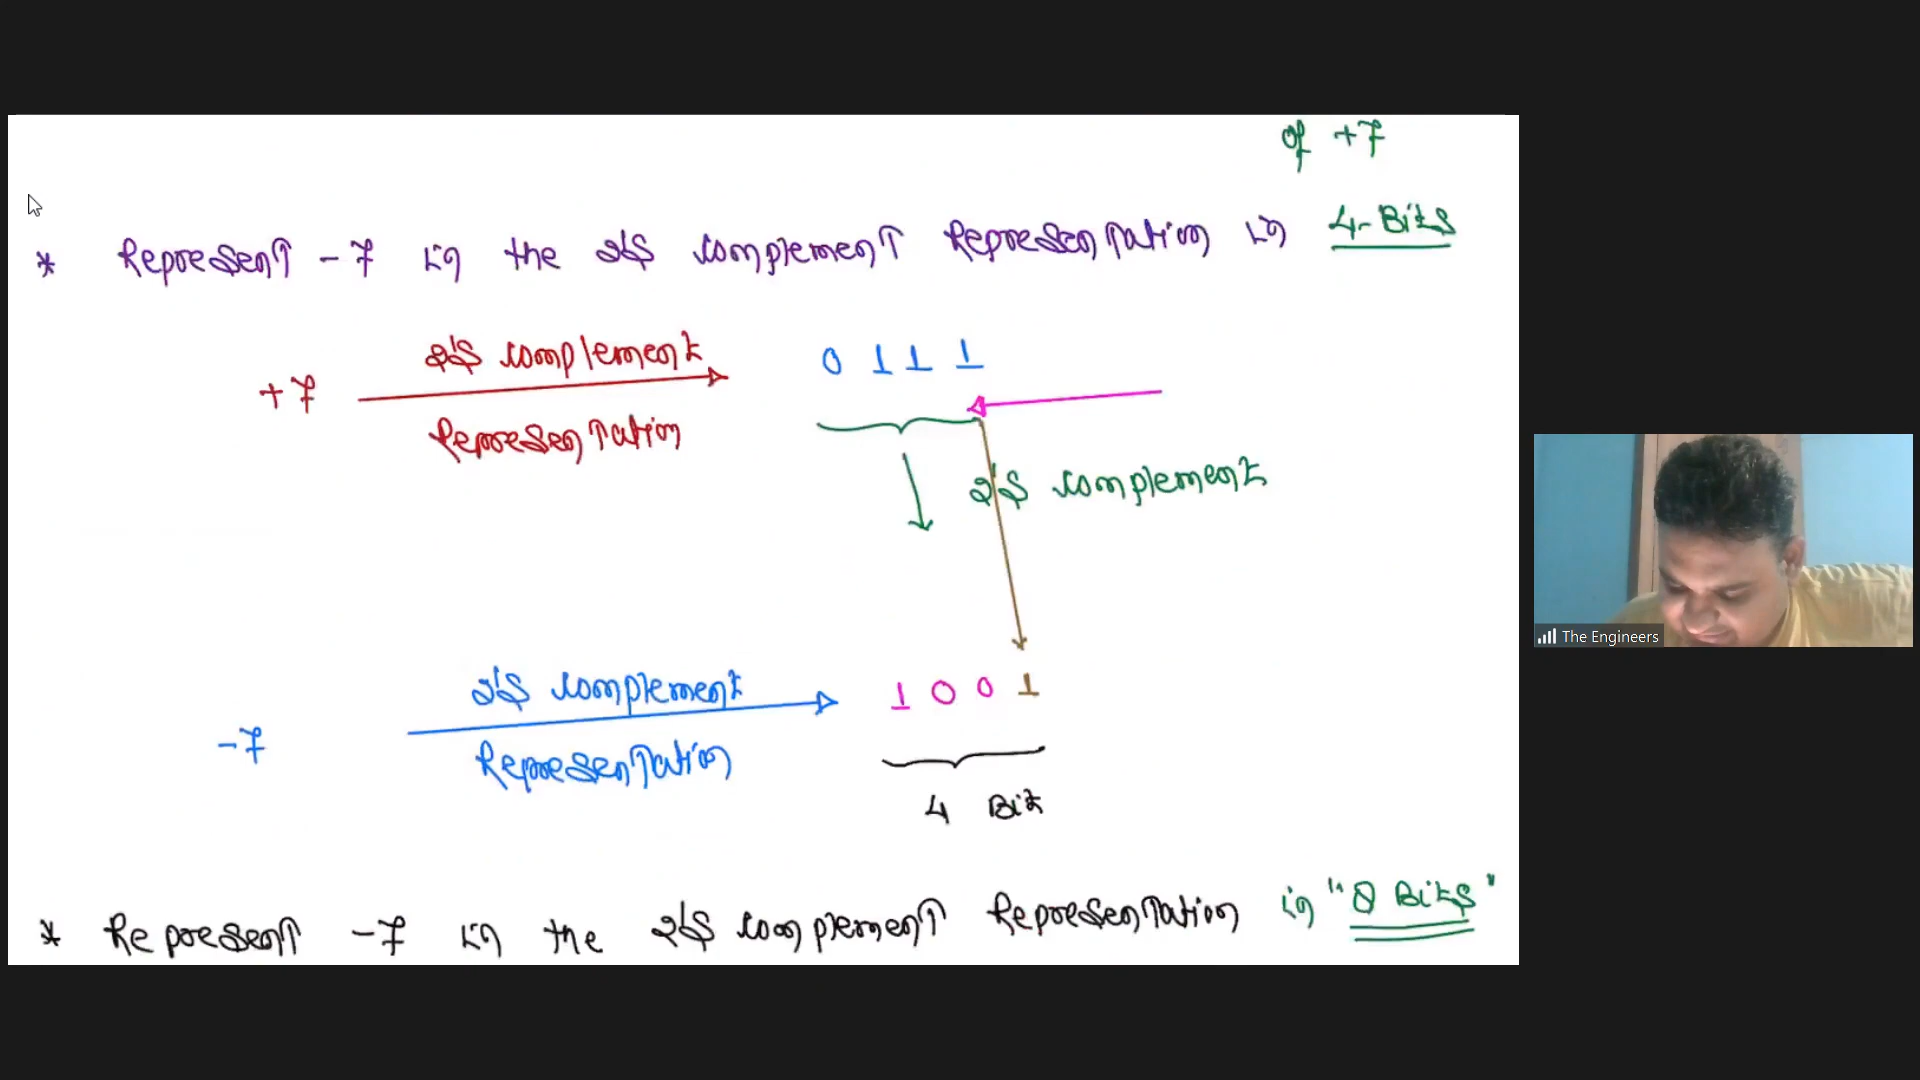 of +7
* Represent -7 in the 2's complement Representation in 4-Bits
2's complement
0 1 1 1
+7
Representation
2's complement
2's complement
1 0 0 1
-7
Representation
4 Bit
* Represent -7 in the 2's complement Representation in "8 Bits"
The Engineers